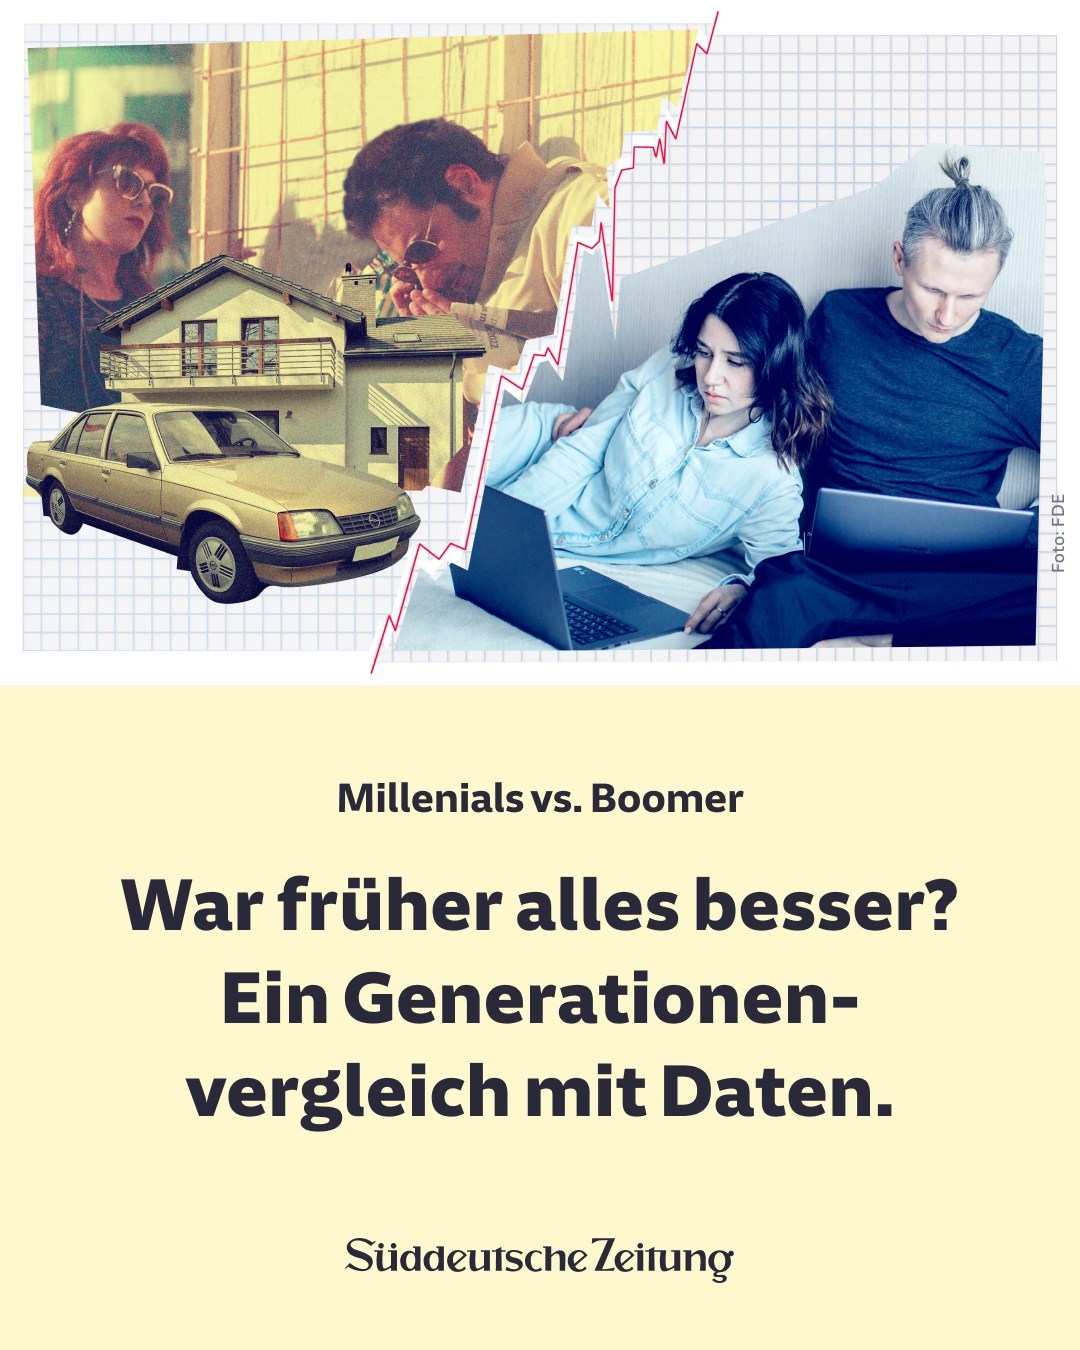 Foto: FDE
Millenials vs. Boomer
War früher alles besser?
Ein Generationen-
vergleich mit Daten.
Süddeutsche Zeitung